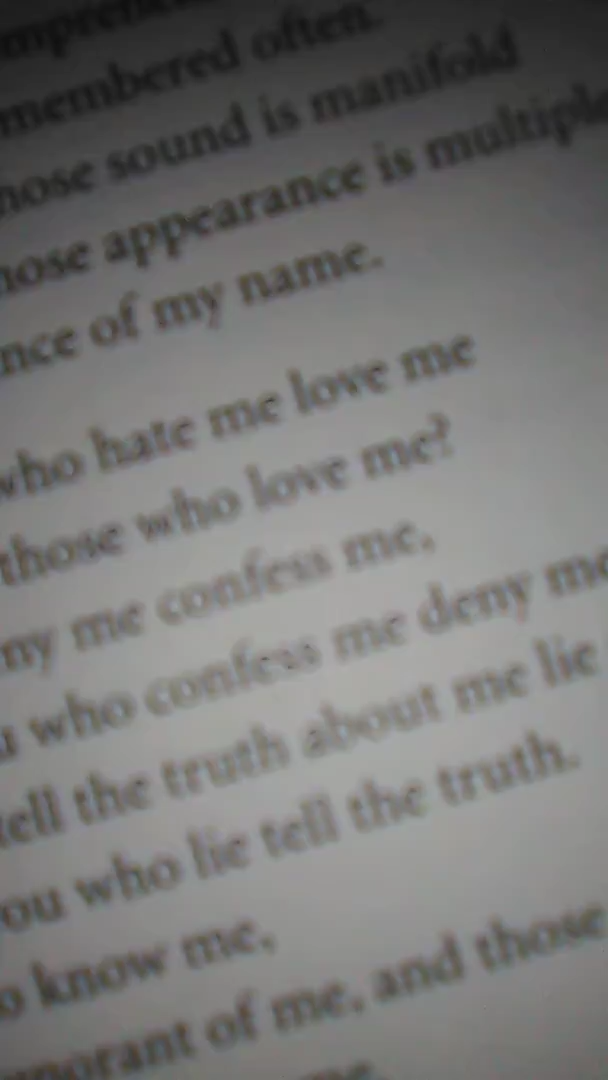 membered often.
hose sound is manifold
hose appearance is multiple
nce of my name.
who hate me love me
those who love me?
ny me confess me,
u who confess me deny me
tell the truth about me lie
ou who lie tell the truth.
o know me,
norant of me, and those
me.